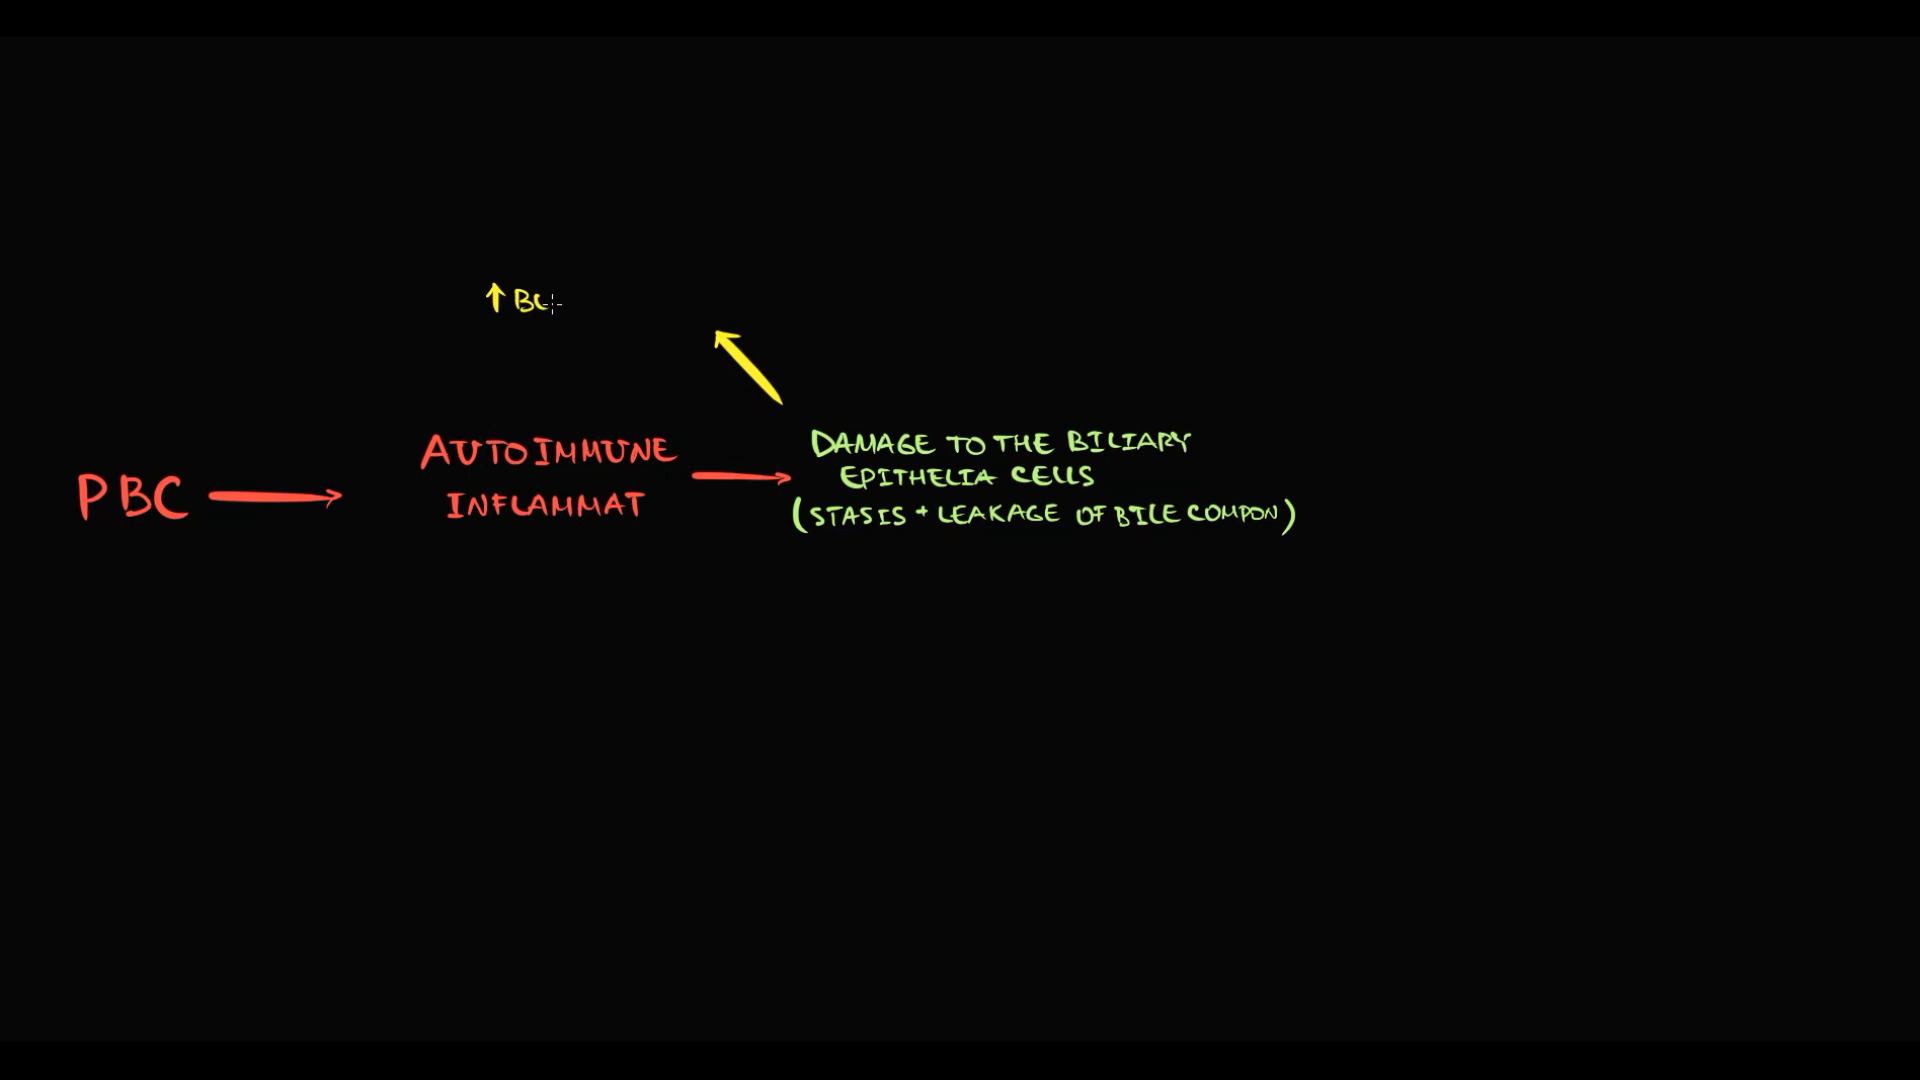 ↑ BC
PBC
AUTOIMMUNE
INFLAMMAT
DAMAGE TO THE BILIARY
EPITHELIA CELLS
(STASIS + LEAKAGE OF BILE COMPON)